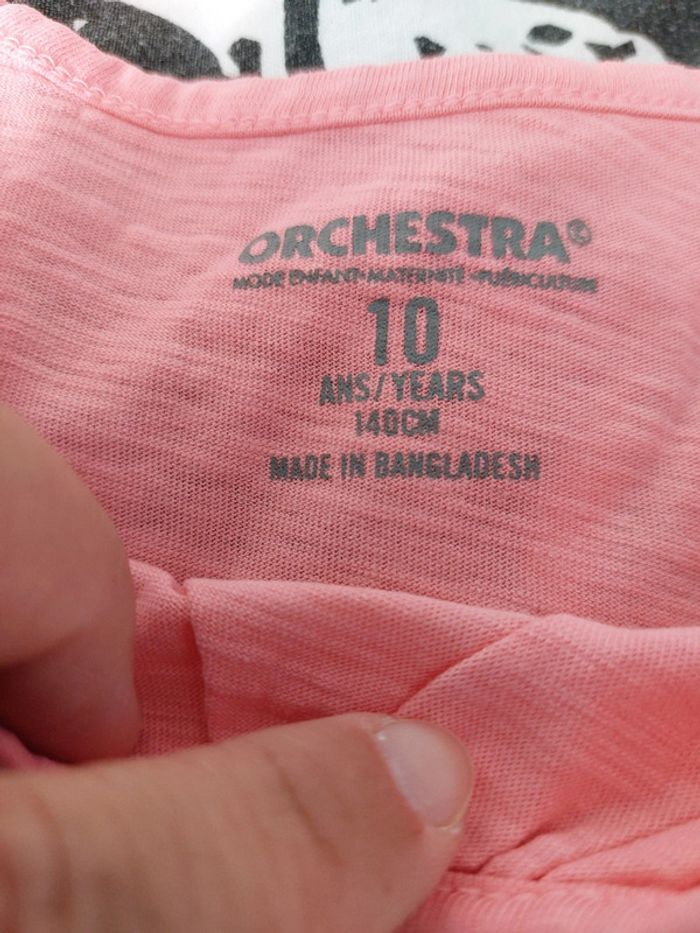 ORCHESTRA®
MODE ENFANT-MATERNITÉ-PUÉRICULTURE
10
ANS/YEARS
140CM
MADE IN BANGLADESH